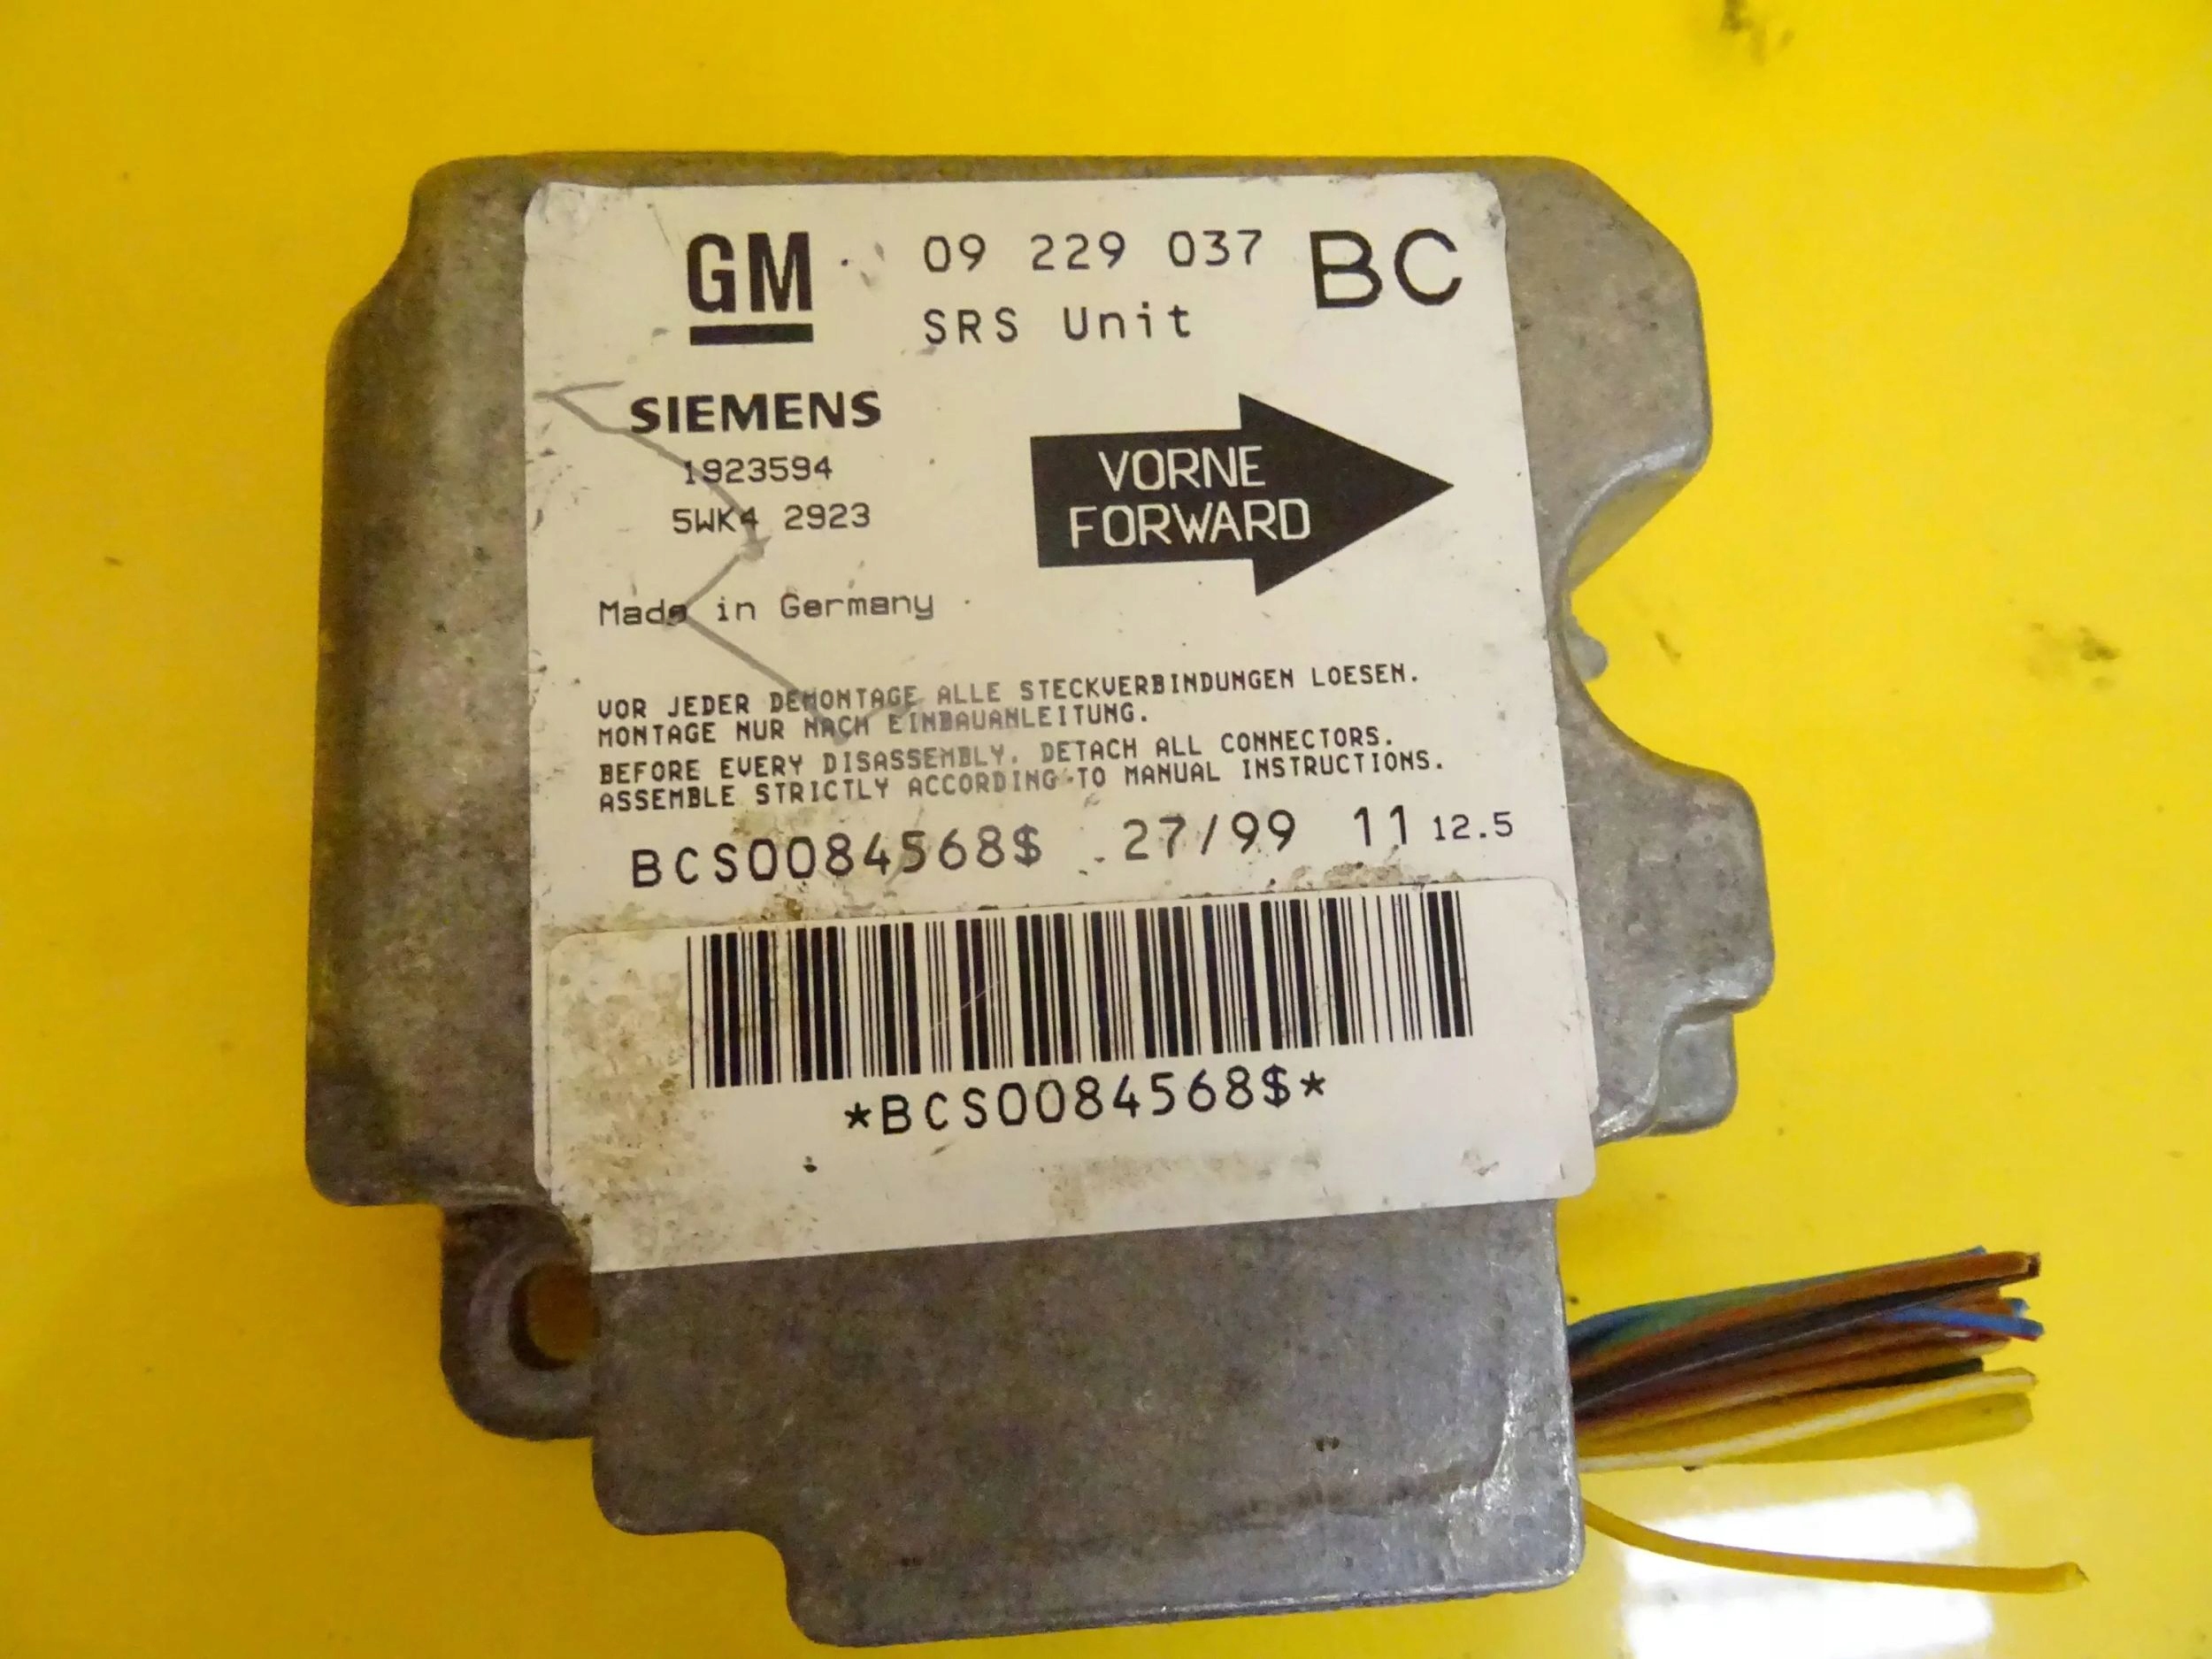 GM 09 229 037 BC
SRS Unit
SIEMENS
1923594
5WK4 2923
VORNE
FORWARD
Made in Germany
VOR JEDER DEMONTAGE ALLE STECKVERBINDUNGEN LOESEN.
MONTAGE NUR NACH EINBAUANLEITUNG.
BEFORE EVERY DISASSEMBLY, DETACH ALL CONNECTORS.
ASSEMBLE STRICTLY ACCORDING TO MANUAL INSTRUCTIONS.
BCS0084568$ 27/99 11 12.5
*BCS0084568$*